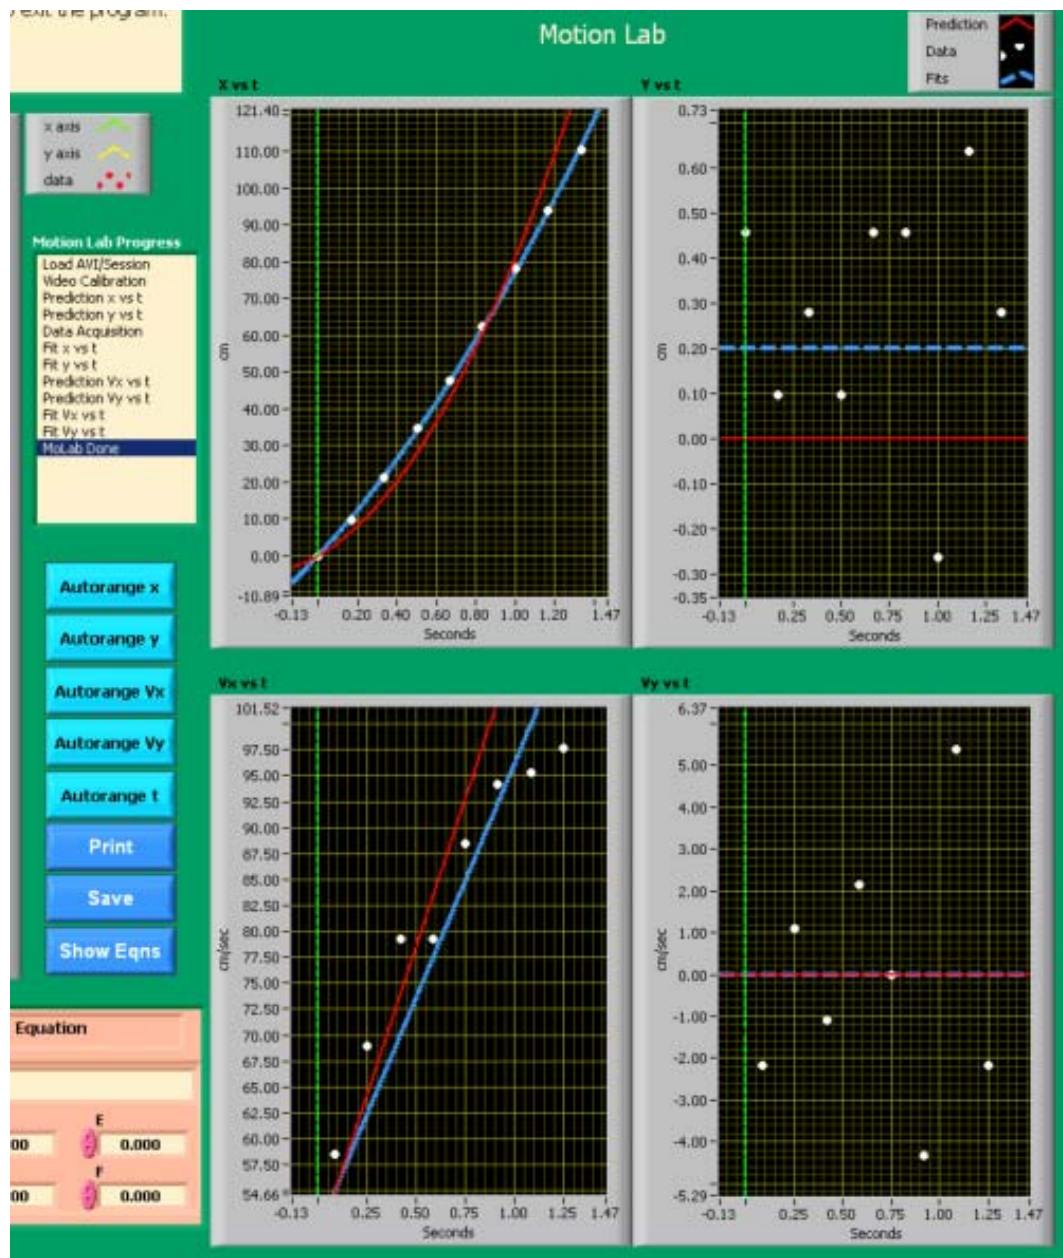 exit the program.
Motion Lab
Prediction
Data
Fits
X vs t
Y vs t
x axis
y axis
data
Motion Lab Progress
Load AVI/Session
Video Calibration
Prediction x vs t
Prediction y vs t
Data Acquisition
Fit x vs t
Fit y vs t
Prediction Vx vs t
Prediction Vy vs t
Fit Vx vs t
Fit Vy vs t
MoLab Done
121.40
110.00
100.00
90.00
80.00
70.00
60.00
50.00
40.00
30.00
20.00
10.00
0.00
-10.89
cm
-0.13 0.20 0.40 0.60 0.80 1.00 1.20 1.47
Seconds
0.73
0.60
0.50
0.40
0.30
0.20
0.10
0.00
-0.10
-0.20
-0.30
-0.35
cm
-0.13 0.25 0.50 0.75 1.00 1.25 1.47
Seconds
Autorange x
Autorange y
Autorange Vx
Autorange Vy
Autorange t
Print
Save
Show Eqns
Vx vs t
101.52
97.50
95.00
92.50
90.00
87.50
85.00
82.50
80.00
77.50
75.00
72.50
70.00
67.50
65.00
62.50
60.00
57.50
54.66
cm/sec
-0.13 0.25 0.50 0.75 1.00 1.25 1.47
Seconds
Vy vs t
6.37
5.00
4.00
3.00
2.00
1.00
0.00
-1.00
-2.00
-3.00
-4.00
-5.29
cm/sec
-0.13 0.25 0.50 0.75 1.00 1.25 1.47
Seconds
Equation
E
00 0.000
F
00 0.000